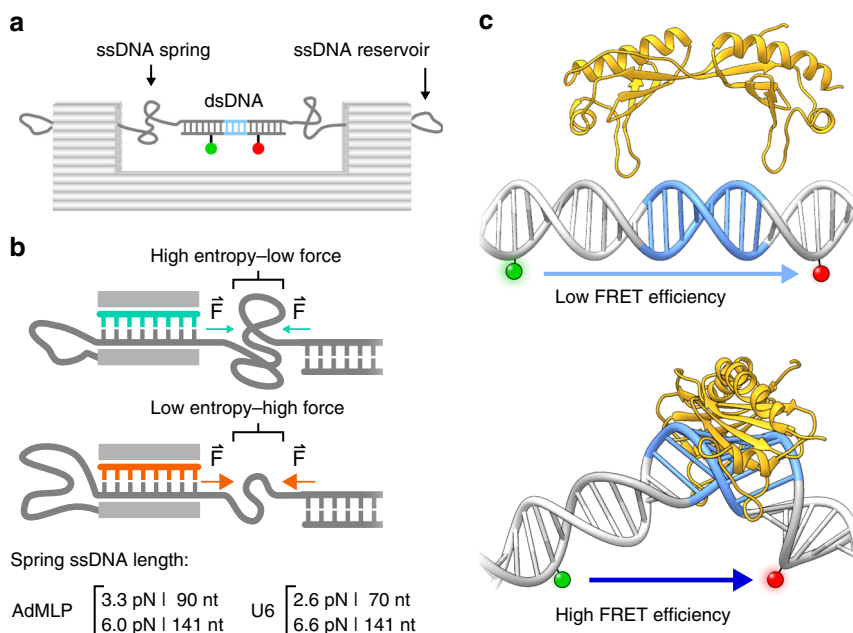 a
ssDNA spring
ssDNA reservoir
dsDNA
b
High entropy–low force
F⃗ F⃗
Low entropy–high force
F⃗ F⃗
Spring ssDNA length:
AdMLP
3.3 pN | 90 nt
6.0 pN | 141 nt
U6
2.6 pN | 70 nt
6.6 pN | 141 nt
c
Low FRET efficiency
High FRET efficiency